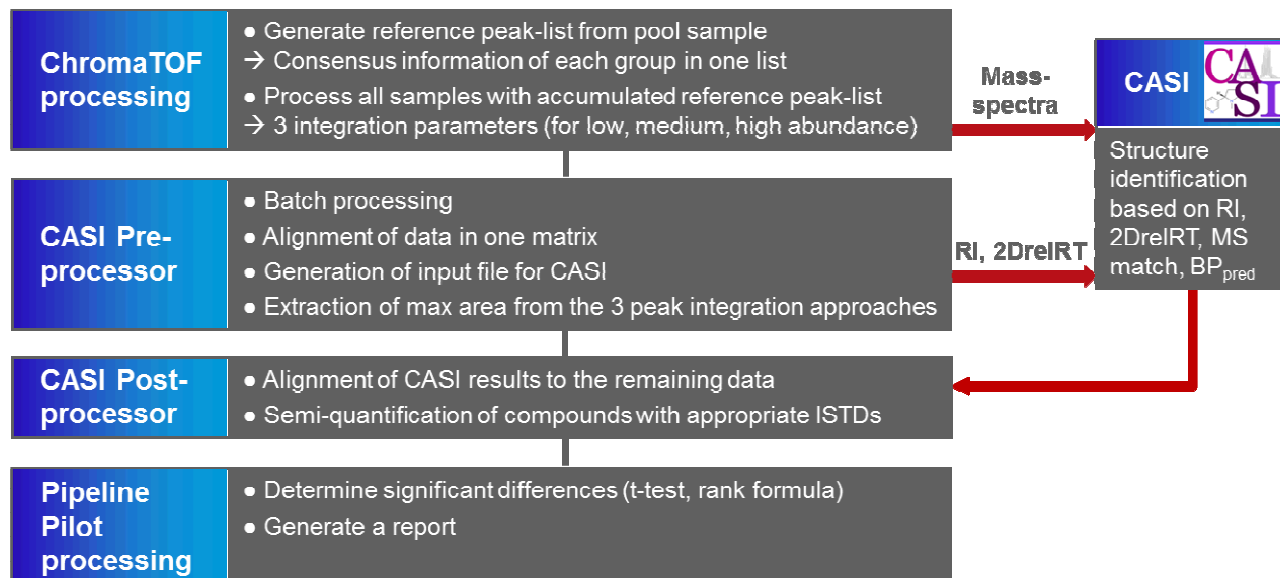 ChromaTOF
processing
● Generate reference peak-list from pool sample
→ Consensus information of each group in one list
● Process all samples with accumulated reference peak-list
→ 3 integration parameters (for low, medium, high abundance)
Mass-
spectra
CASI
CA
SI
Structure
identification
based on RI,
2DrelRT, MS
match, BPpred
CASI Pre-
processor
● Batch processing
● Alignment of data in one matrix
● Generation of input file for CASI
● Extraction of max area from the 3 peak integration approaches
RI, 2DrelRT
CASI Post-
processor
● Alignment of CASI results to the remaining data
● Semi-quantification of compounds with appropriate ISTDs
Pipeline
Pilot
processing
● Determine significant differences (t-test, rank formula)
● Generate a report